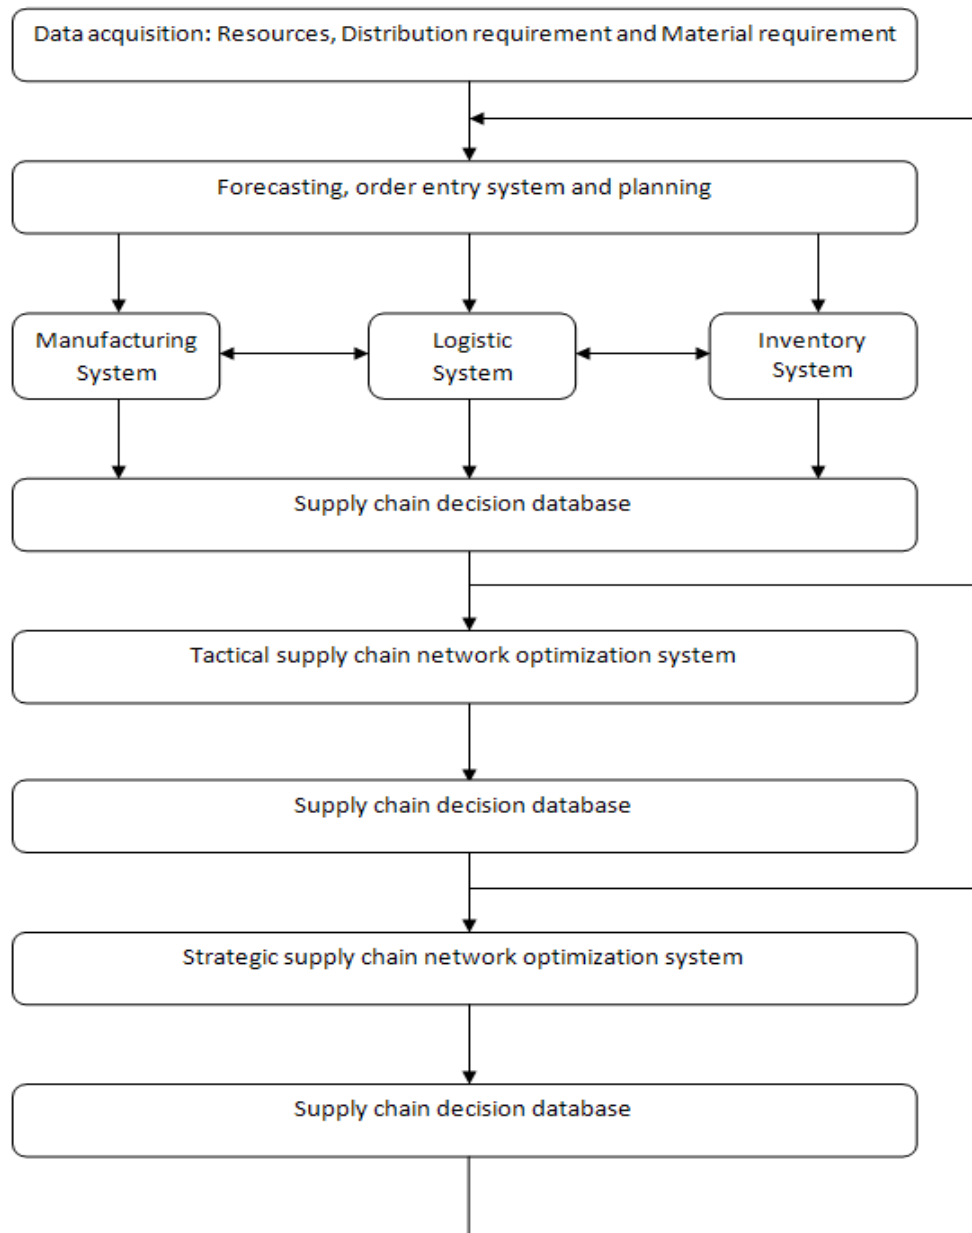 Data acquisition: Resources, Distribution requirement and Material requirement
Forecasting, order entry system and planning
Manufacturing
System
Logistic
System
Inventory
System
Supply chain decision database
Tactical supply chain network optimization system
Supply chain decision database
Strategic supply chain network optimization system
Supply chain decision database